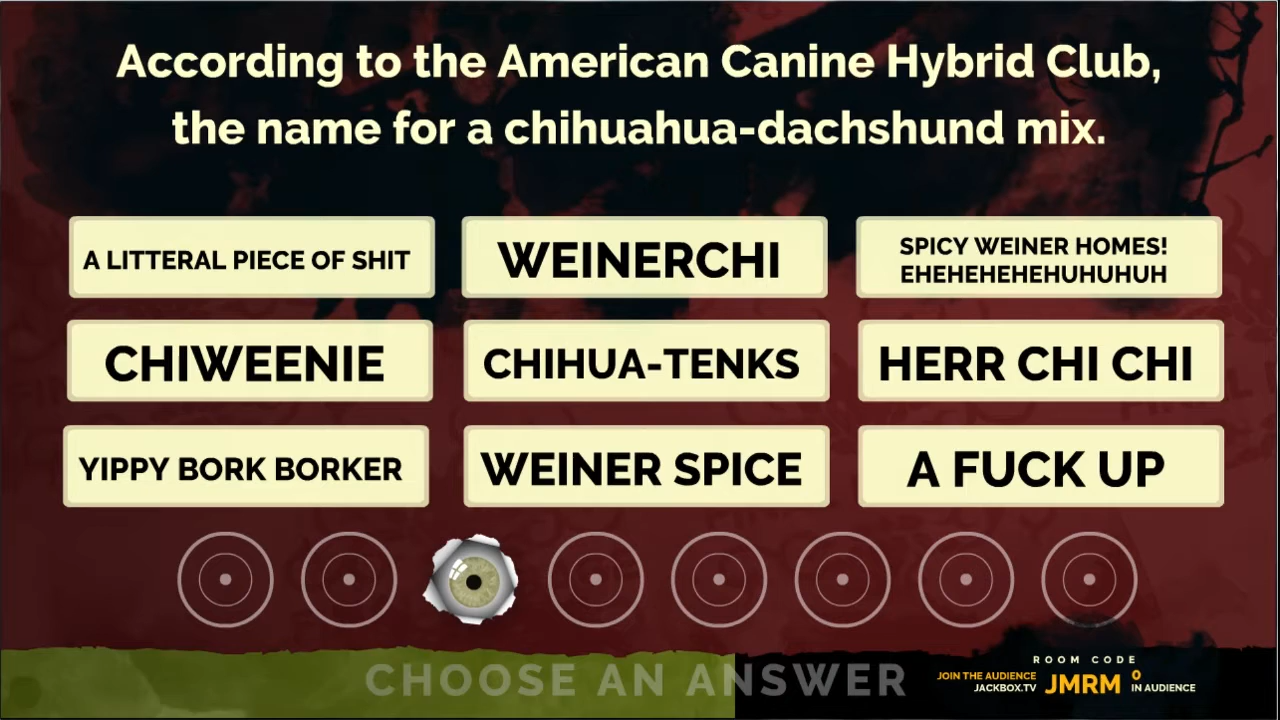 According to the American Canine Hybrid Club,
the name for a chihuahua-dachshund mix.
A LITTERAL PIECE OF SHIT
WEINERCHI
SPICY WEINER HOMES!
EHEHEHEHEHUHUHUH
CHIWEENIE
CHIHUA-TENKS
HERR CHI CHI
YIPPY BORK BORKER
WEINER SPICE
A FUCK UP
CHOOSE AN ANSWER
ROOM CODE
JOIN THE AUDIENCE
JACKBOX.TV
JMRM
0
IN AUDIENCE